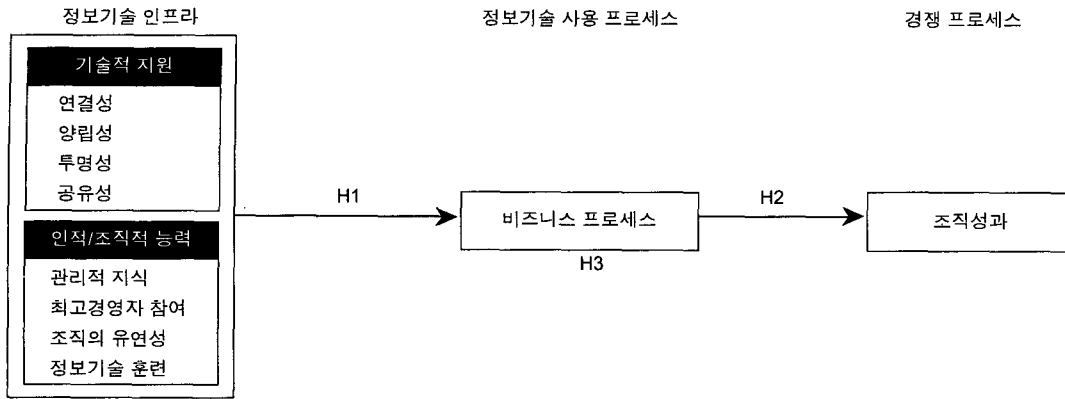 정보기술 인프라
정보기술 사용 프로세스
경쟁 프로세스
기술적 지원
연결성
양립성
투명성
공유성
인적/조직적 능력
관리적 지식
최고경영자 참여
조직의 유연성
정보기술 훈련
H1
비즈니스 프로세스
H3
H2
조직성과